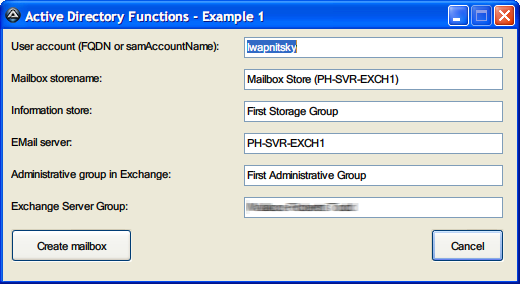 Active Directory Functions - Example 1
User account (FQDN or samAccountName): lwapnitsky
Mailbox storename: Mailbox Store (PH-SVR-EXCH1)
Information store: First Storage Group
EMail server: PH-SVR-EXCH1
Administrative group in Exchange: First Administrative Group
Exchange Server Group:
Create mailbox Cancel